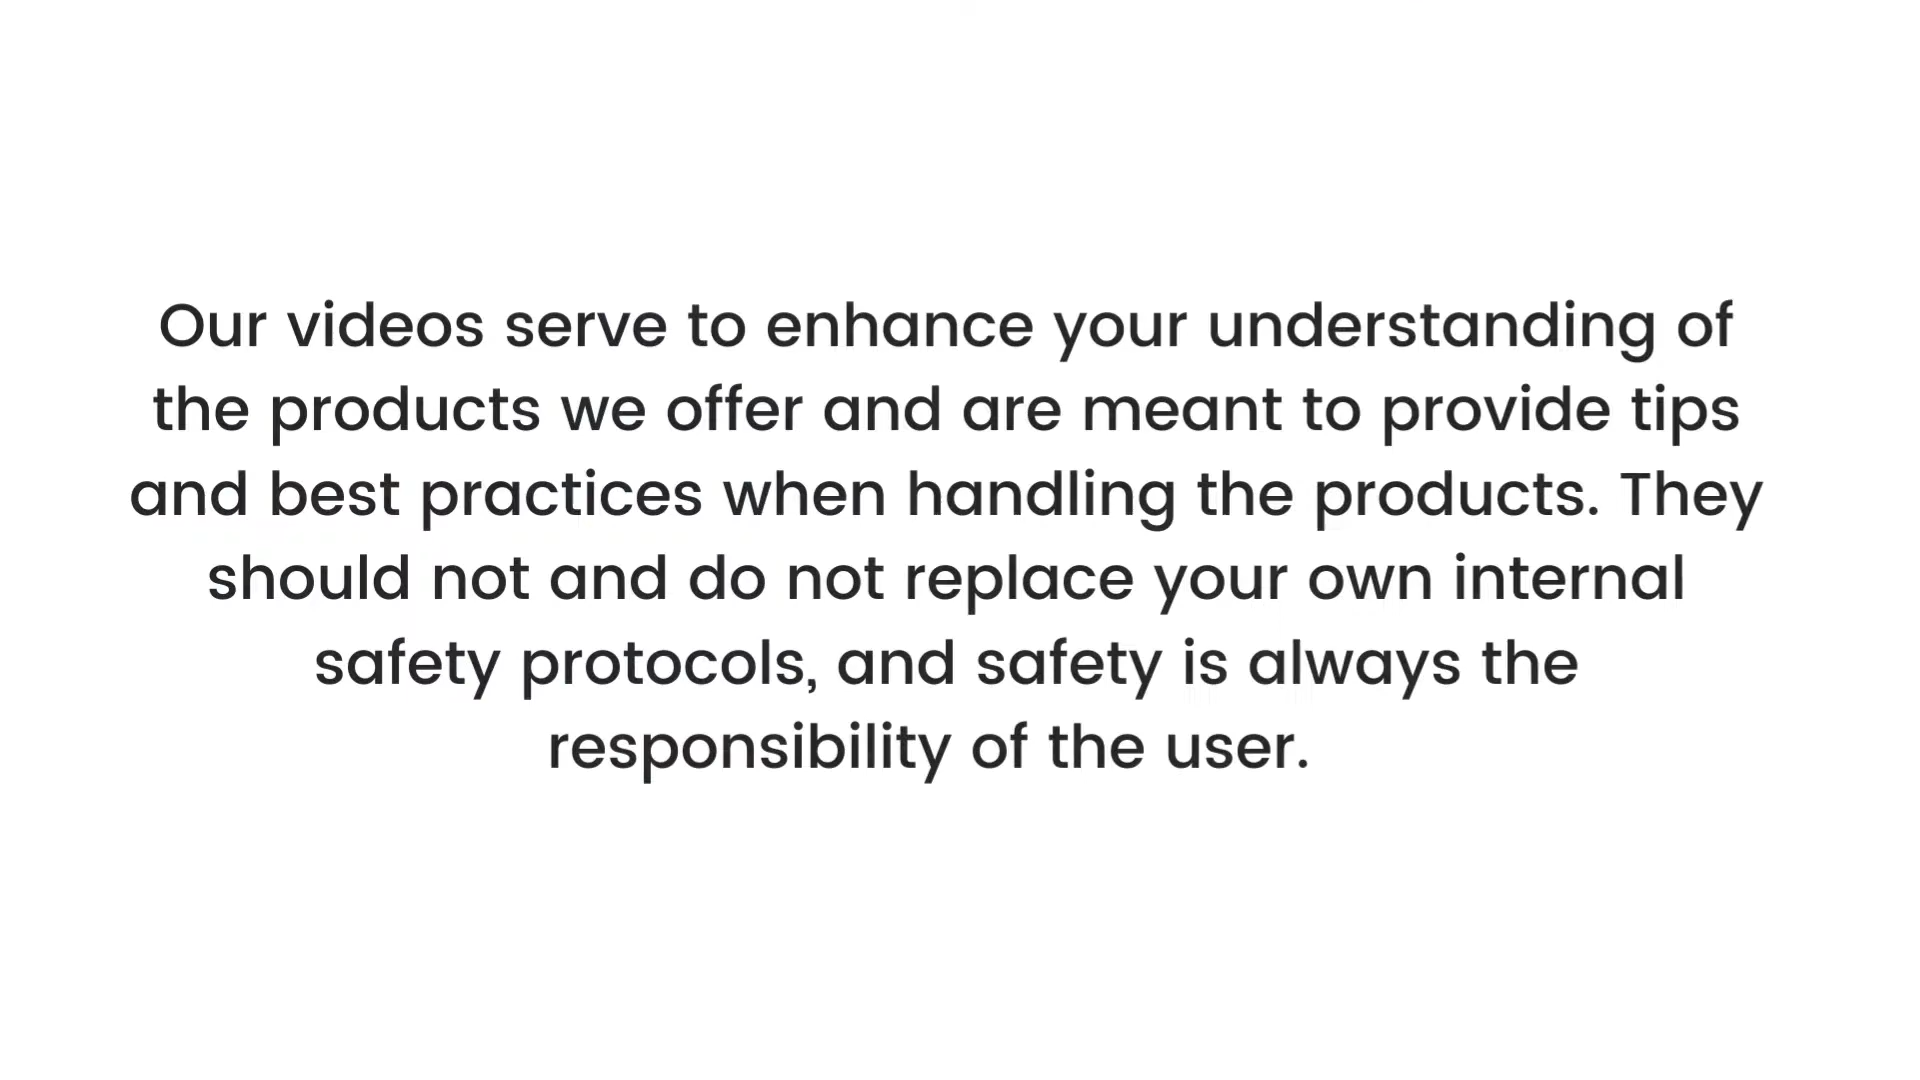 Our videos serve to enhance your understanding of
the products we offer and are meant to provide tips
and best practices when handling the products. They
should not and do not replace your own internal
safety protocols, and safety is always the
responsibility of the user.